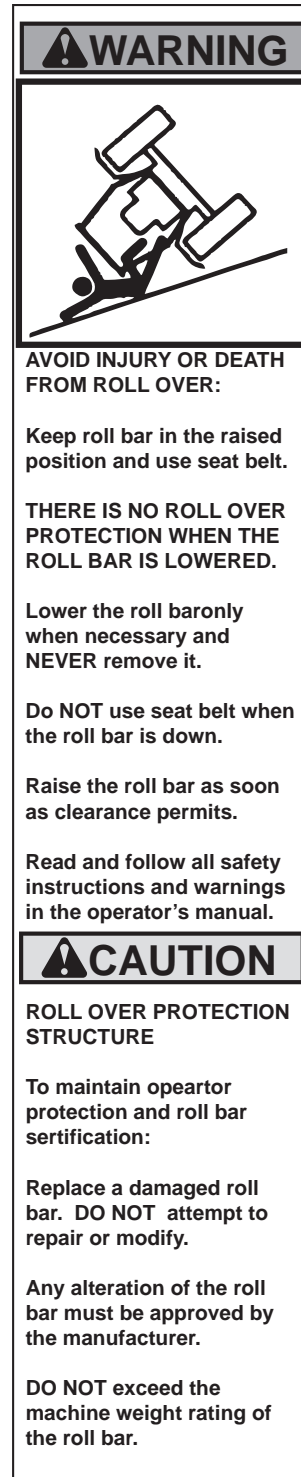 WARNING
AVOID INJURY OR DEATH
FROM ROLL OVER:
Keep roll bar in the raised
position and use seat belt.
THERE IS NO ROLL OVER
PROTECTION WHEN THE
ROLL BAR IS LOWERED.
Lower the roll baronly
when necessary and
NEVER remove it.
Do NOT use seat belt when
the roll bar is down.
Raise the roll bar as soon
as clearance permits.
Read and follow all safety
instructions and warnings
in the operator’s manual.
CAUTION
ROLL OVER PROTECTION
STRUCTURE
To maintain opeartor
protection and roll bar
sertification:
Replace a damaged roll
bar.  DO NOT  attempt to
repair or modify.
Any alteration of the roll
bar must be approved by
the manufacturer.
DO NOT exceed the
machine weight rating of
the roll bar.